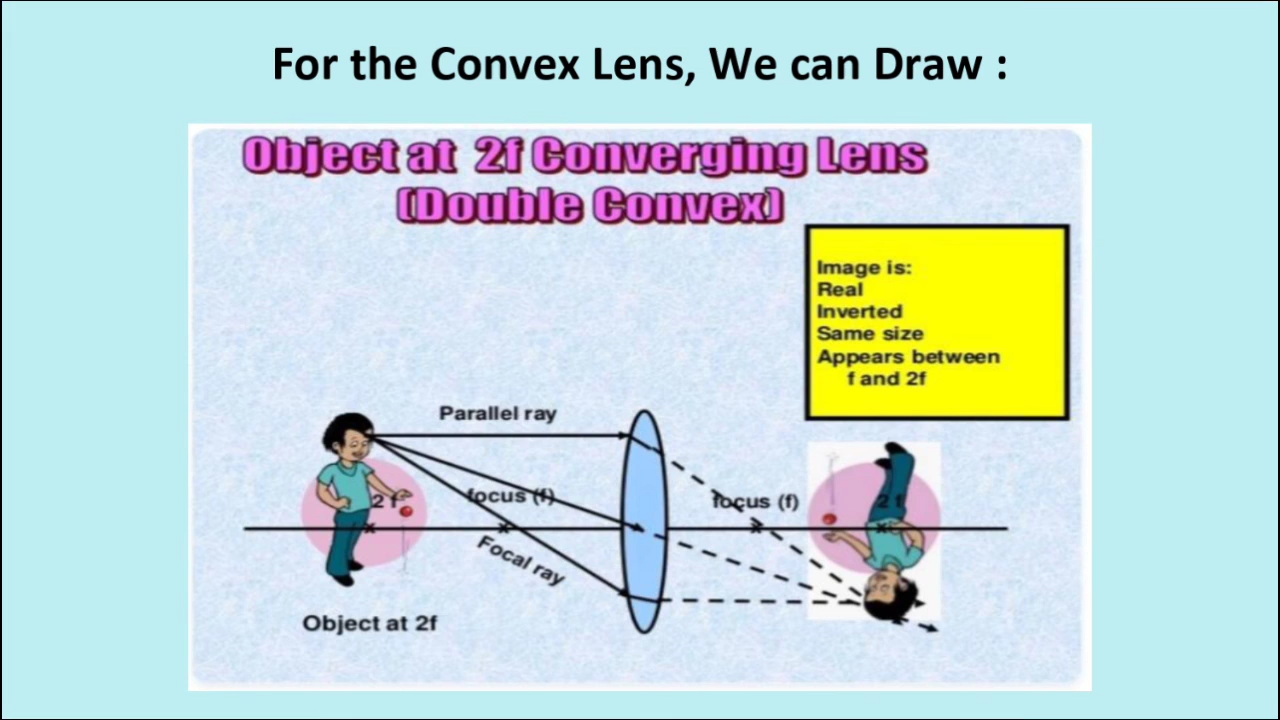 For the Convex Lens, We can Draw :
Object at 2f Converging Lens
(Double Convex)
Image is:
Real
Inverted
Same size
Appears between
f and 2f
Parallel ray
2 f
focus (f)
focus (f)
2 f
Focal ray
Object at 2f